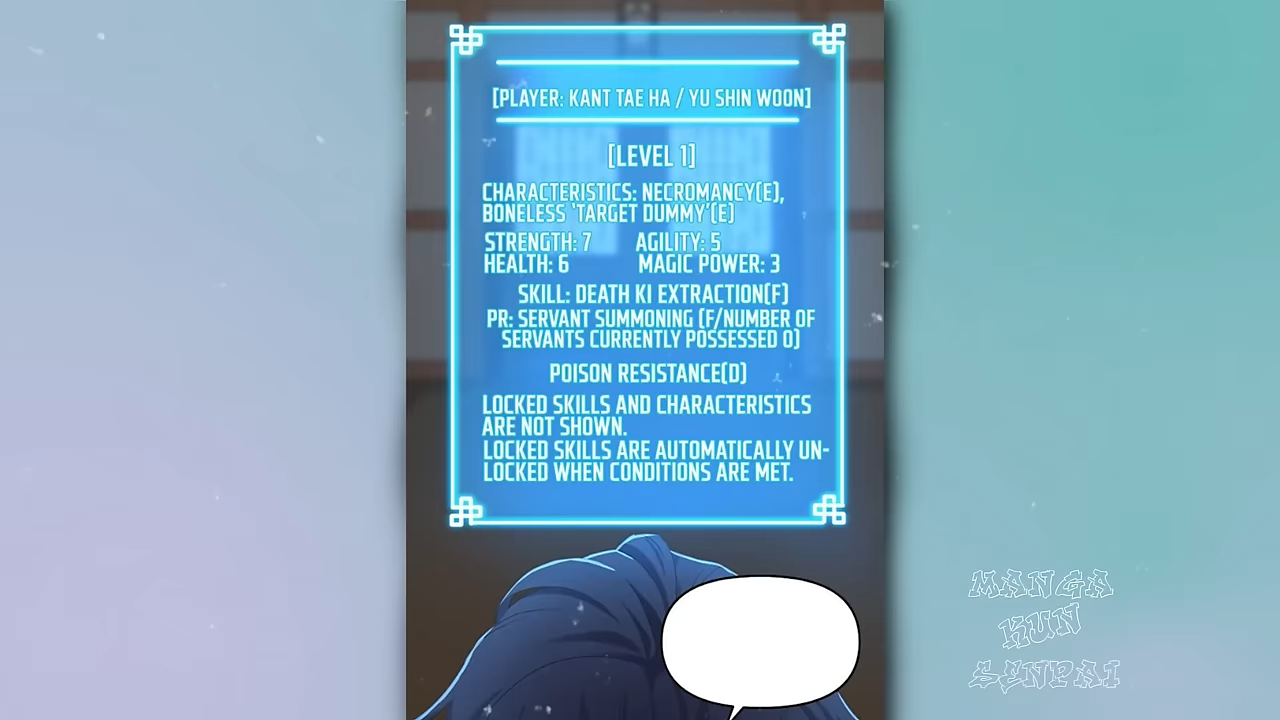 [PLAYER: KANT TAE HA / YU SHIN WOON]
[LEVEL 1]
CHARACTERISTICS: NECROMANCY(E),
BONELESS 'TARGET DUMMY'(E)
STRENGTH: 7 AGILITY: 5
HEALTH: 6 MAGIC POWER: 3
SKILL: DEATH KI EXTRACTION(F)
PR: SERVANT SUMMONING (F/NUMBER OF
SERVANTS CURRENTLY POSSESSED 0)
POISON RESISTANCE(D)
LOCKED SKILLS AND CHARACTERISTICS
ARE NOT SHOWN.
LOCKED SKILLS ARE AUTOMATICALLY UN-
LOCKED WHEN CONDITIONS ARE MET.
MANGA
KUN
SENPAI